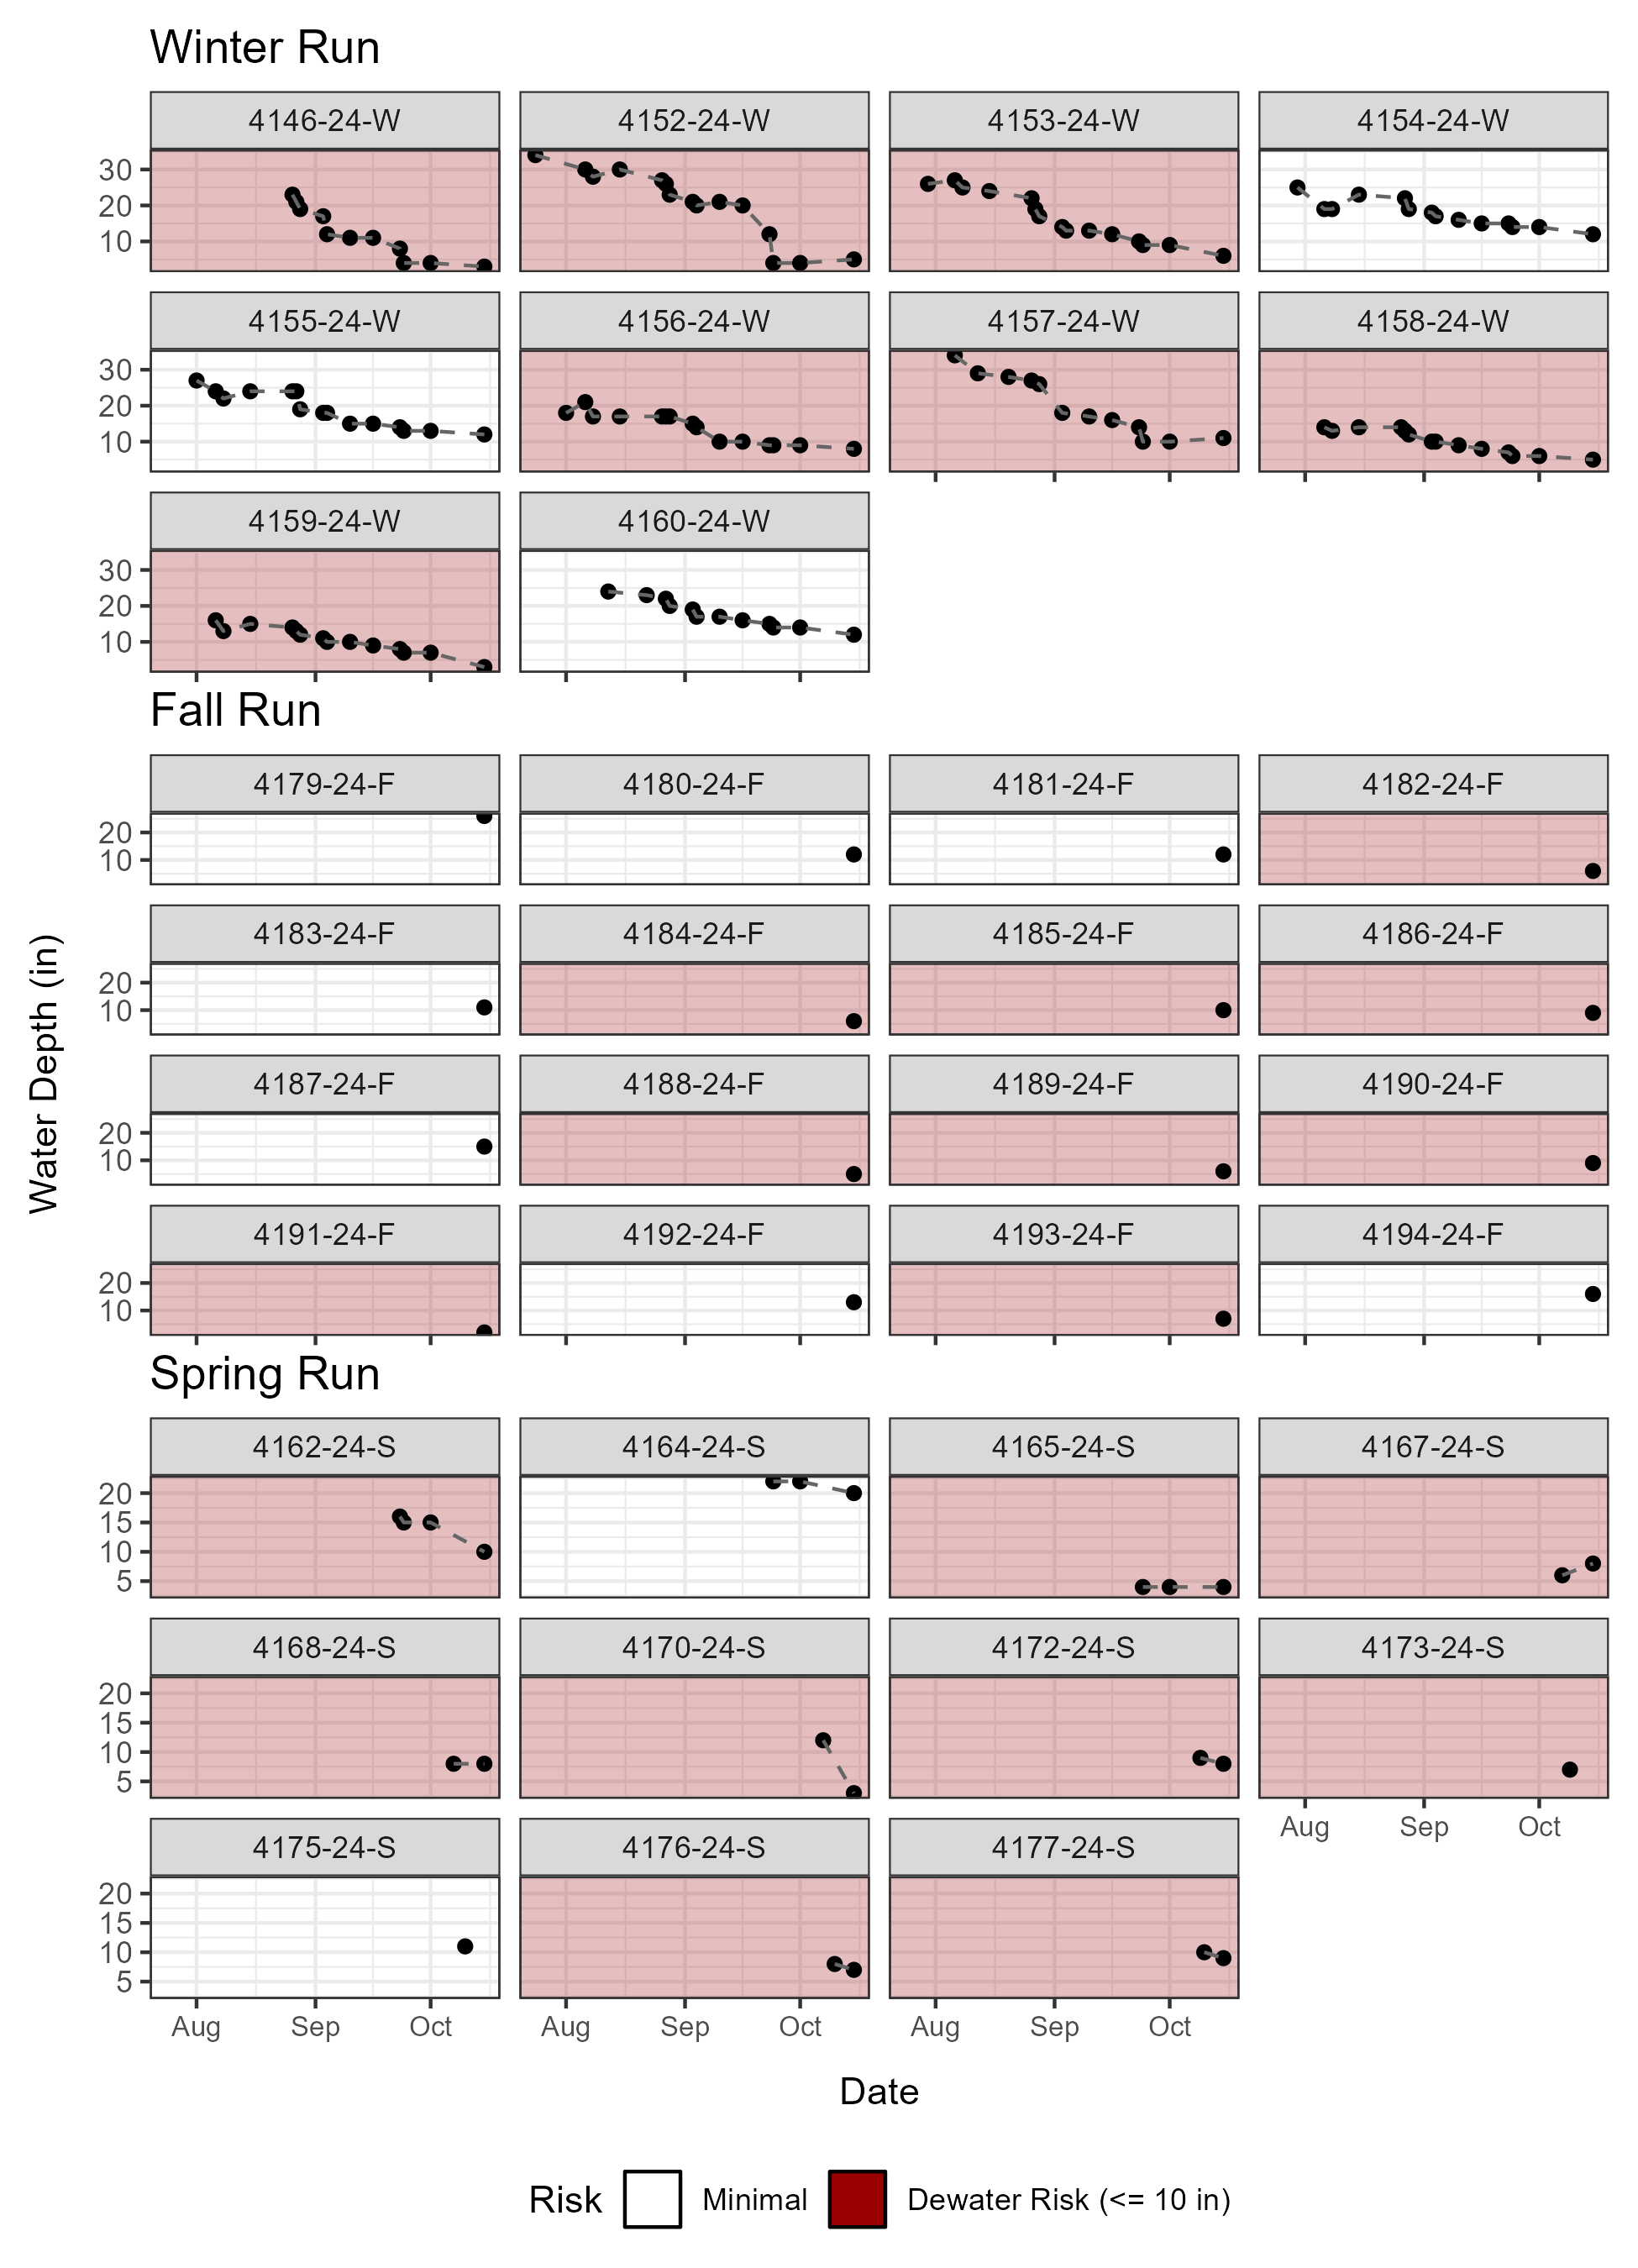 Winter Run
4146-24-W 4152-24-W 4153-24-W 4154-24-W
30
20
10
4155-24-W 4156-24-W 4157-24-W 4158-24-W
30
20
10
4159-24-W 4160-24-W
30
20
10
Fall Run
4179-24-F 4180-24-F 4181-24-F 4182-24-F
20
10
4183-24-F 4184-24-F 4185-24-F 4186-24-F
20
10
4187-24-F 4188-24-F 4189-24-F 4190-24-F
20
10
4191-24-F 4192-24-F 4193-24-F 4194-24-F
20
10
Water Depth (in)
Spring Run
4162-24-S 4164-24-S 4165-24-S 4167-24-S
20
15
10
5
4168-24-S 4170-24-S 4172-24-S 4173-24-S
20
15
10
5
Aug Sep Oct
4175-24-S 4176-24-S 4177-24-S
20
15
10
5
Aug Sep Oct Aug Sep Oct Aug Sep Oct
Date
Risk Minimal Dewater Risk (<= 10 in)